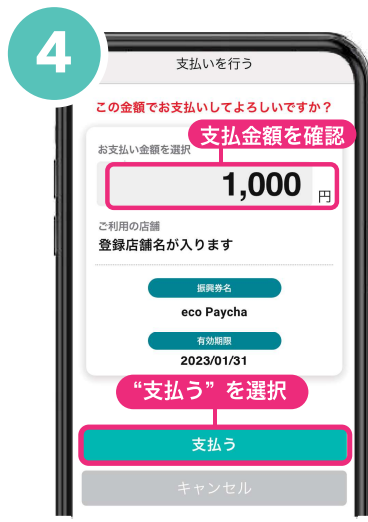 4
支払いを行う
この金額でお支払いしてよろしいですか？
お支払い金額を選択
支払金額を確認
1,000 円
ご利用の店舗
登録店舗名が入ります
振興券名
eco Paycha
有効期限
2023/01/31
“支払う”を選択
支払う
キャンセル